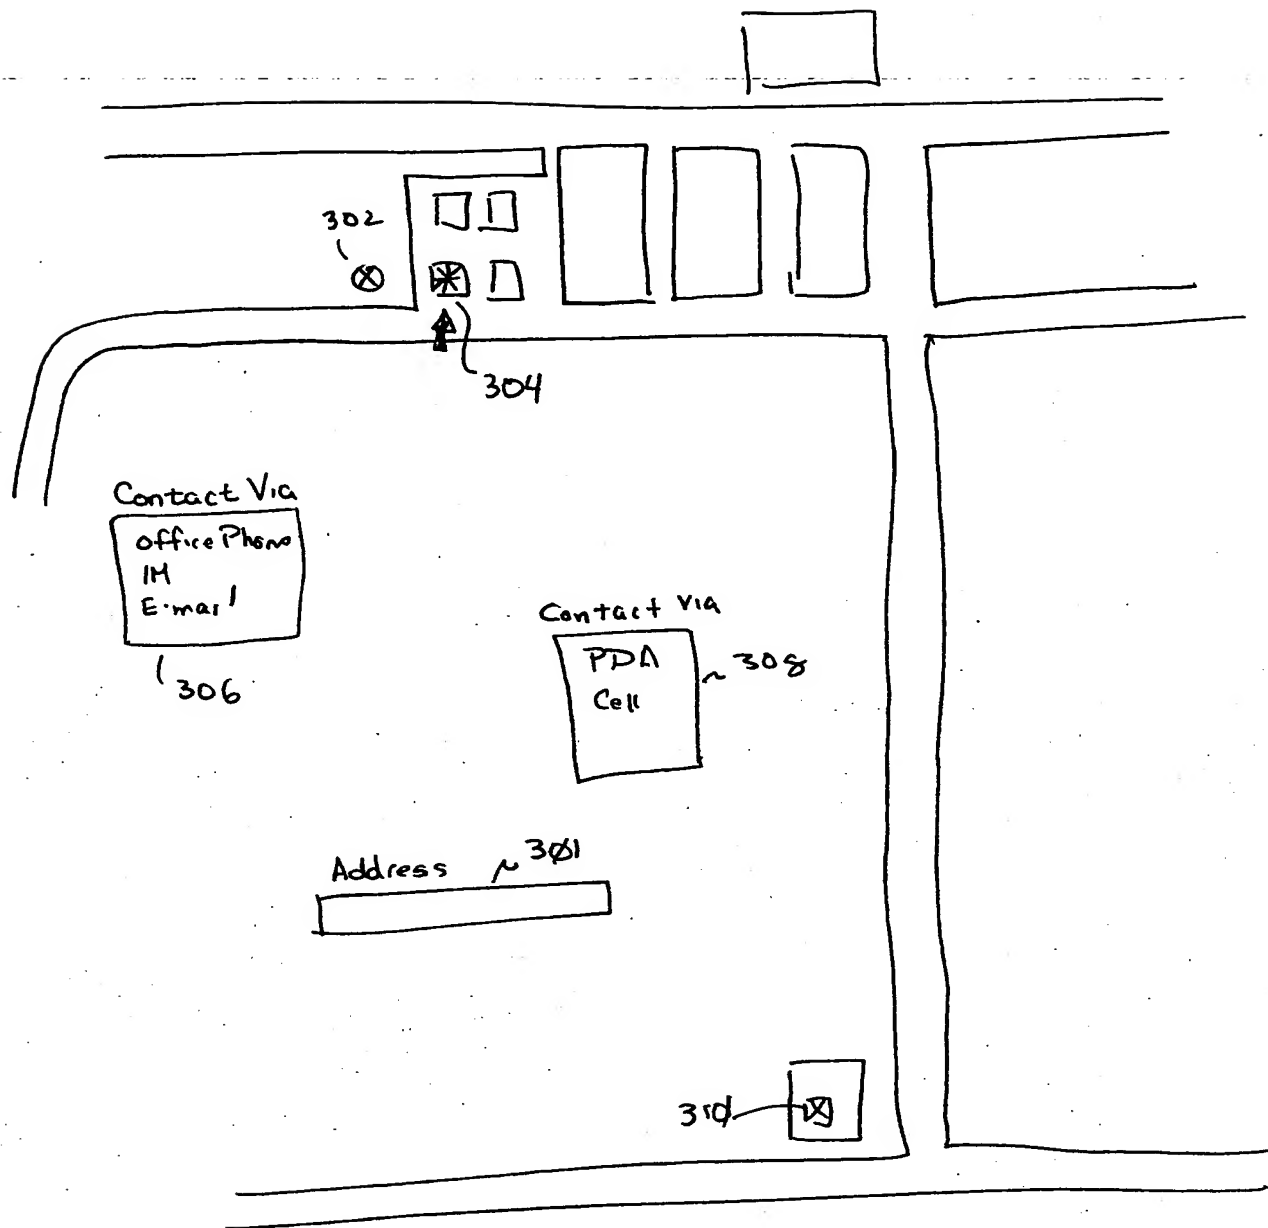 302
304
Contact Via
Office Phone
IM
E-mail
306
Contact Via
PDA
Cell
308
Address
301
310